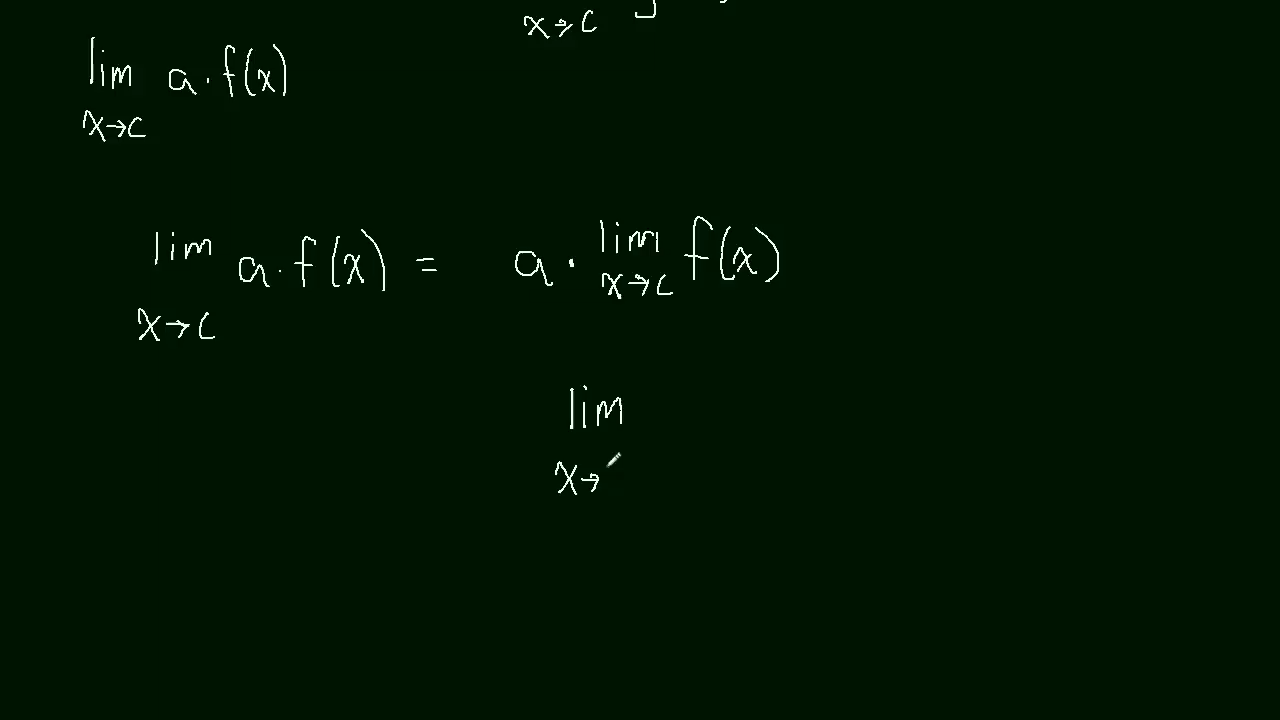 x→c
lim a·f(x)
x→c
lim a·f(x) = a·lim f(x)
x→c x→c
lim
x→